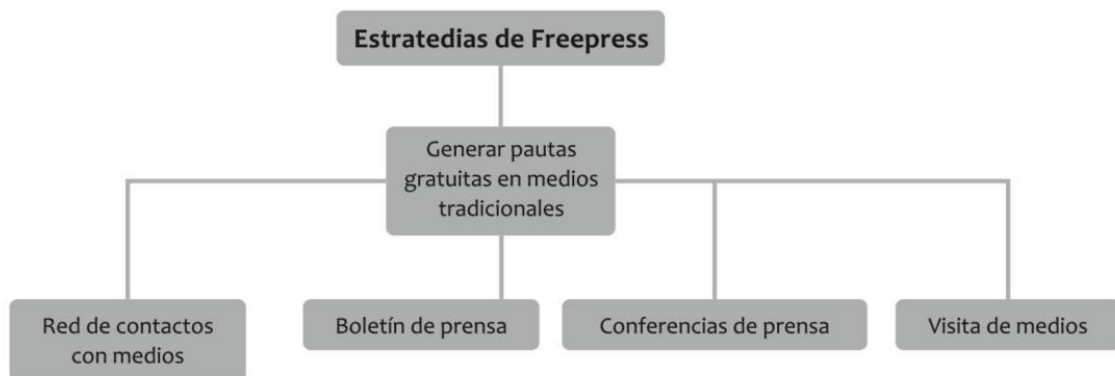 Estratedias de Freepress
Generar pautas
gratuitas en medios
tradicionales
Red de contactos
con medios
Boletín de prensa
Conferencias de prensa
Visita de medios